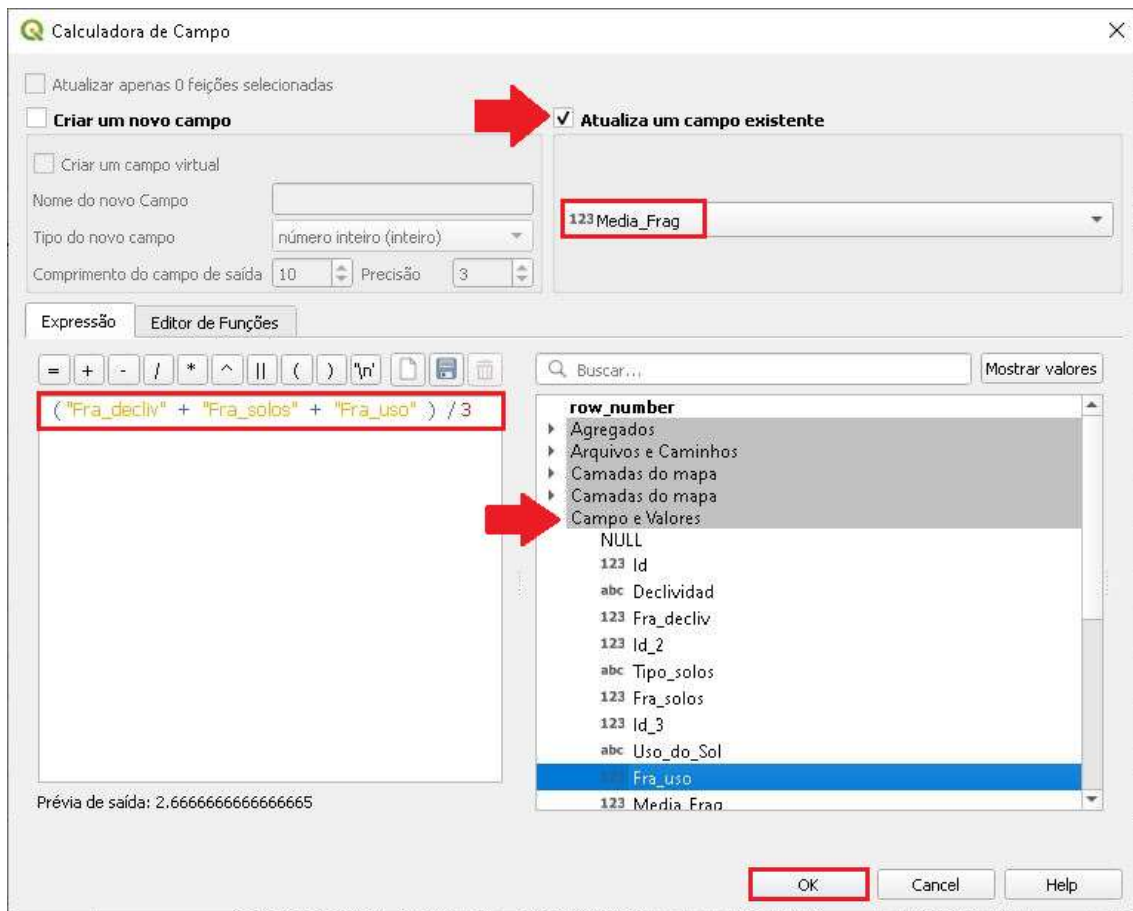 Calculadora de Campo
Atualizar apenas 0 feições selecionadas
Criar um novo campo
Atualiza um campo existente
Criar um campo virtual
Nome do novo Campo
123 Media_Frag
Tipo do novo campo número inteiro (inteiro)
Comprimento do campo de saída 10 Precisão 3
Expressão Editor de Funções
= + - / * ^ || ( ) '\n'
Buscar... Mostrar valores
("Fra_decliv" + "Fra_solos" + "Fra_uso" ) / 3
row_number
Agregados
Arquivos e Caminhos
Camadas do mapa
Camadas do mapa
Campo e Valores
NULL
123 Id
abc Declividad
123 Fra_decliv
123 Id_2
abc Tipo_solos
123 Fra_solos
123 Id_3
abc Uso_do_Sol
123 Fra_uso
123 Media_Frag
Prévia de saída: 2.6666666666666665
OK Cancel Help